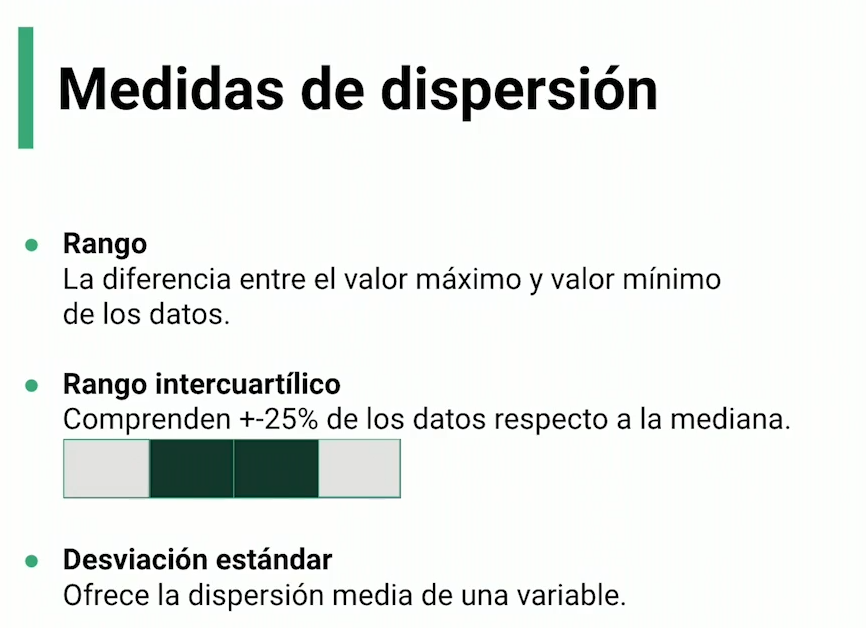 Medidas de dispersión
Rango
La diferencia entre el valor máximo y valor mínimo
de los datos.
Rango intercuartílico
Comprenden +-25% de los datos respecto a la mediana.
Desviación estándar
Ofrece la dispersión media de una variable.